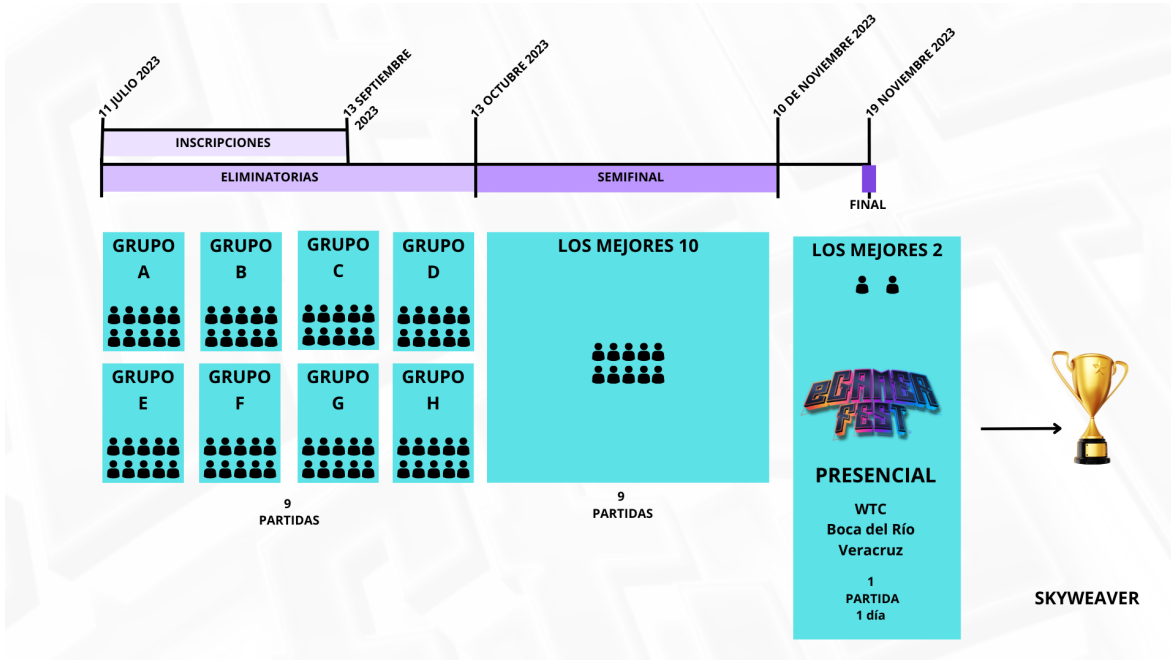 11 JULIO 2023
13 SEPTIEMBRE
2023
13 OCTUBRE 2023
10 DE NOVIEMBRE 2023
19 NOVIEMBRE 2023
INSCRIPCIONES
ELIMINATORIAS
SEMIFINAL
FINAL
GRUPO
A
GRUPO
B
GRUPO
C
GRUPO
D
GRUPO
E
GRUPO
F
GRUPO
G
GRUPO
H
9
PARTIDAS
LOS MEJORES 10
9
PARTIDAS
LOS MEJORES 2
eGAMER
FEST
PRESENCIAL
WTC
Boca del Río
Veracruz
1
PARTIDA
1 día
SKYWEAVER